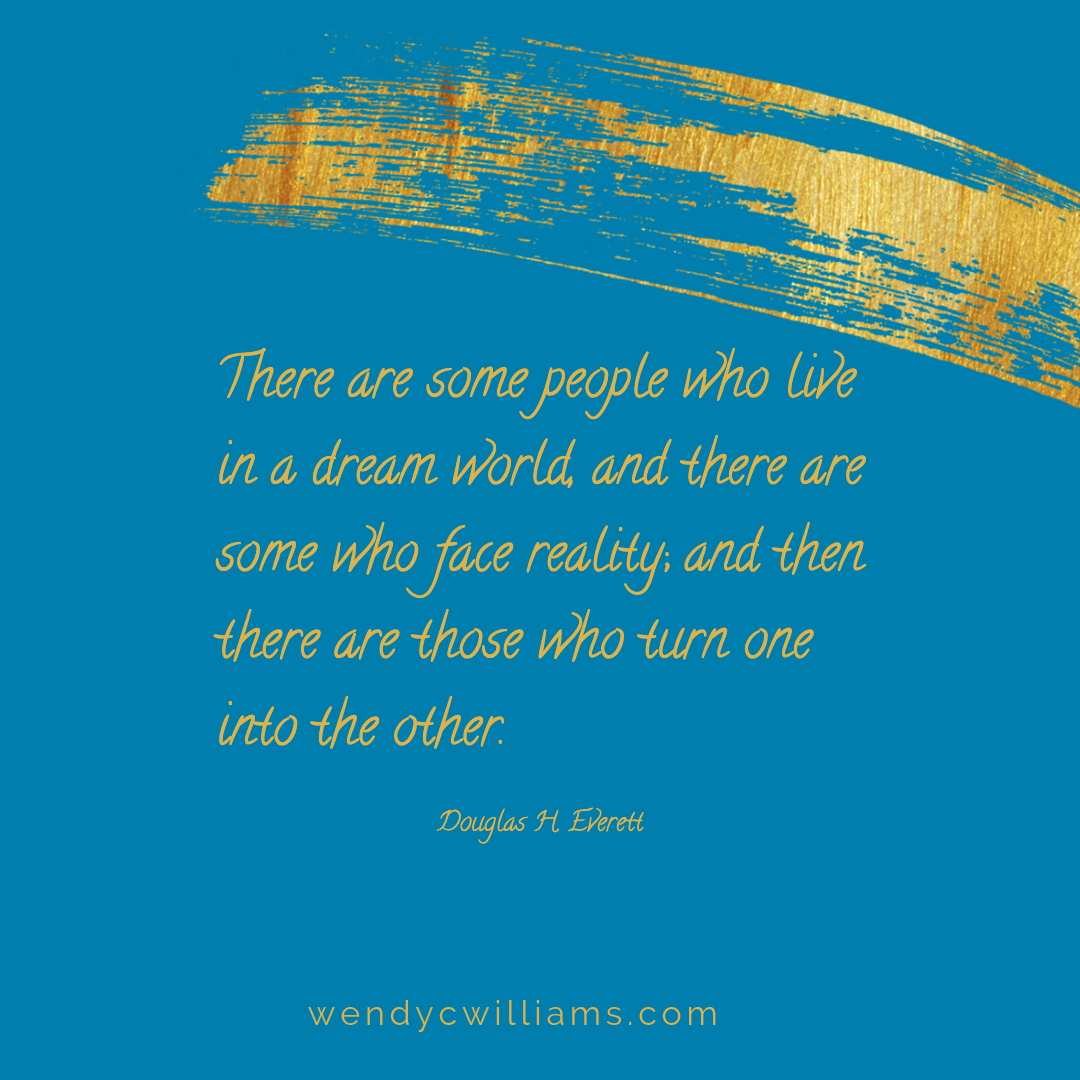 There are some people who live
in a dream world, and there are
some who face reality; and then
there are those who turn one
into the other.
Douglas H. Everett
wendycwilliams.com